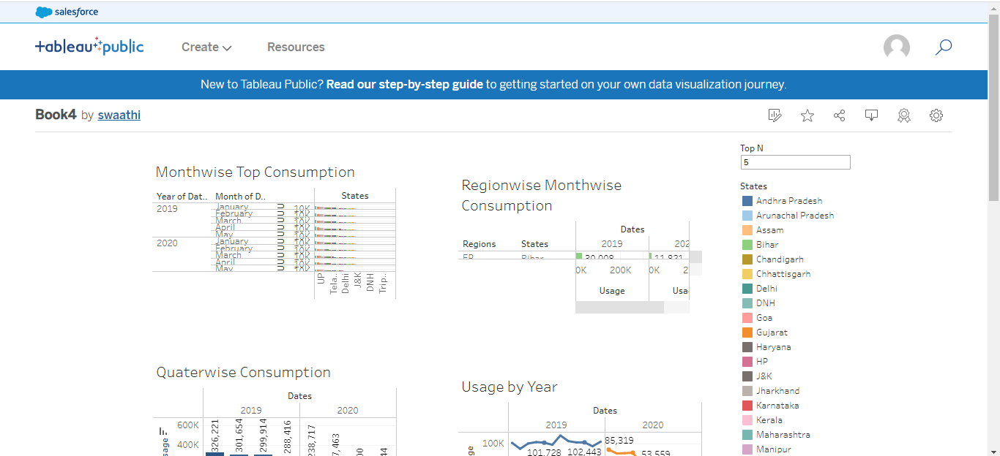 salesforce
+ableau+public
Create
Resources
New to Tableau Public? Read our step-by-step guide to getting started on your own data visualization journey.
Book4 by swaathi
Monthwise Top Consumption
Year of Dat..
Month of D..
States
2019
January
February
March
April
May
10K
10K
10K
10K
10K
2020
January
February
March
April
May
10K
10K
10K
10K
10K
UP
Tela..
Delhi
J&K
DNH
Trip..
Regionwise Monthwise
Consumption
Dates
Regions
States
2019
202
ER
Bihar
30,008
11,821
0K
200K
0K
2
Usage
Usa
Top N
5
States
Andhra Pradesh
Arunachal Pradesh
Assam
Bihar
Chandigarh
Chhattisgarh
Delhi
DNH
Goa
Gujarat
Haryana
HP
J&K
Jharkhand
Karnataka
Kerala
Maharashtra
Manipur
Quaterwise Consumption
Dates
2019
2020
600K
400K
sage
326,221
301,654
299,914
288,416
238,717
7,463
00
44
Usage by Year
Dates
2019
2020
100K
ge
101,728
102,443
85,319
53,559